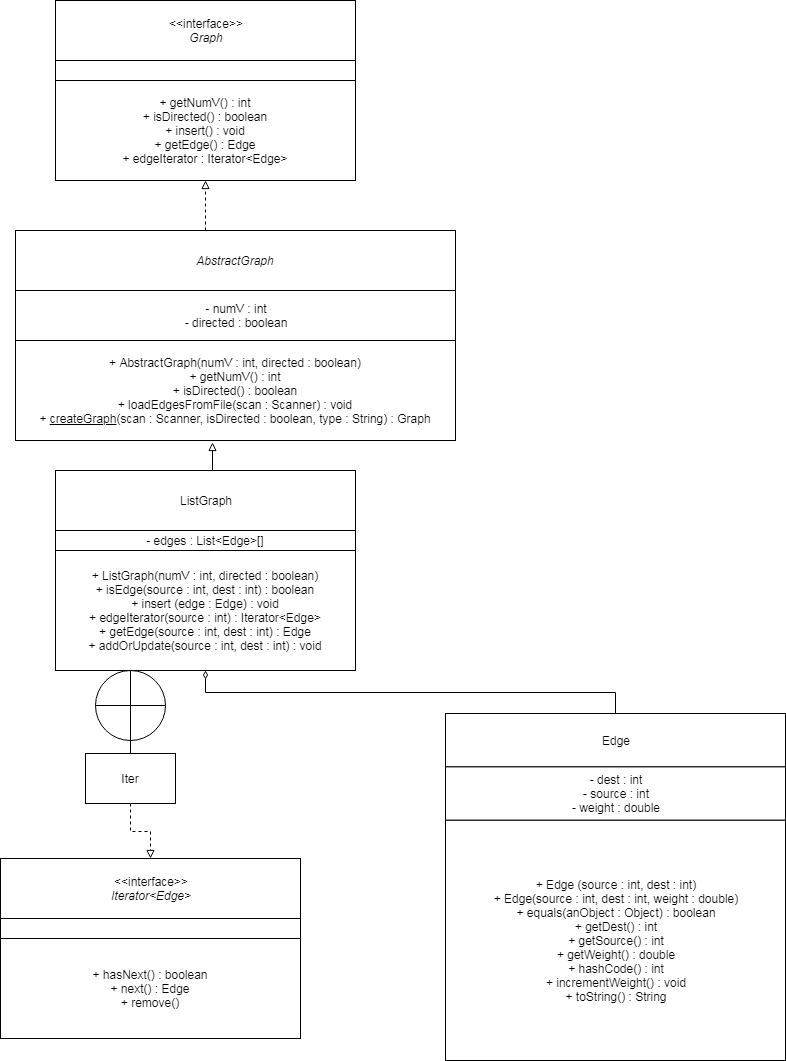 <<interface>>
Graph
+ getNumV() : int
+ isDirected() : boolean
+ insert() : void
+ getEdge() : Edge
+ edgeIterator : Iterator<Edge>
AbstractGraph
- numV : int
- directed : boolean
+ AbstractGraph(numV : int, directed : boolean)
+ getNumV() : int
+ isDirected() : boolean
+ loadEdgesFromFile(scan : Scanner) : void
+ createGraph(scan : Scanner, isDirected : boolean, type : String) : Graph
ListGraph
- edges : List<Edge>[]
+ ListGraph(numV : int, directed : boolean)
+ isEdge(source : int, dest : int) : boolean
+ insert (edge : Edge) : void
+ edgeIterator(source : int) : Iterator<Edge>
+ getEdge(source : int, dest : int) : Edge
+ addOrUpdate(source : int, dest : int) : void
Iter
<<interface>>
Iterator<Edge>
+ hasNext() : boolean
+ next() : Edge
+ remove()
Edge
- dest : int
- source : int
- weight : double
+ Edge (source : int, dest : int)
+ Edge(source : int, dest : int, weight : double)
+ equals(anObject : Object) : boolean
+ getDest() : int
+ getSource() : int
+ getWeight() : double
+ hashCode() : int
+ incrementWeight() : void
+ toString() : String